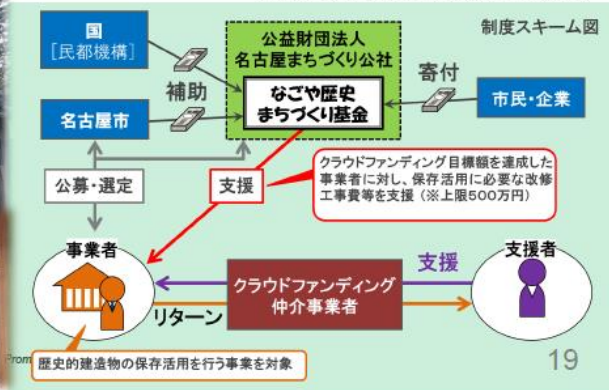 制度スキーム図
国
[民都機構]
公益財団法人
名古屋まちづくり公社
なごや歴史
まちづくり基金
補助
寄付
名古屋市
市民・企業
公募・選定
支援
クラウドファンディング目標額を達成した
事業者に対し、保存活用に必要な改修
工事費等を支援（※上限500万円）
事業者
支援者
支援
クラウドファンディング
仲介事業者
リターン
From
歴史的建造物の保存活用を行う事業を対象
19